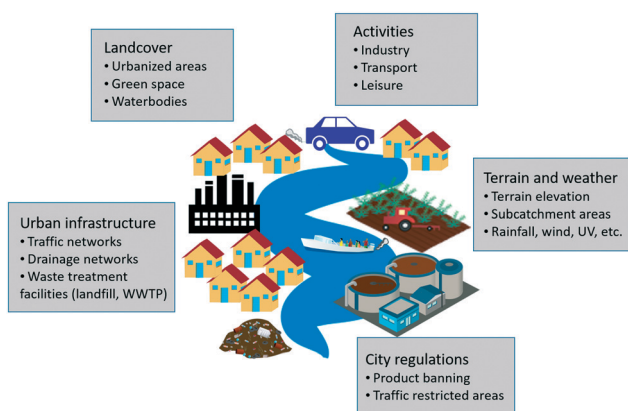 Landcover
• Urbanized areas
• Green space
• Waterbodies
Activities
• Industry
• Transport
• Leisure
Urban infrastructure
• Traffic networks
• Drainage networks
• Waste treatment
facilities (landfill, WWTP)
Terrain and weather
• Terrain elevation
• Subcatchment areas
• Rainfall, wind, UV, etc.
City regulations
• Product banning
• Traffic restricted areas